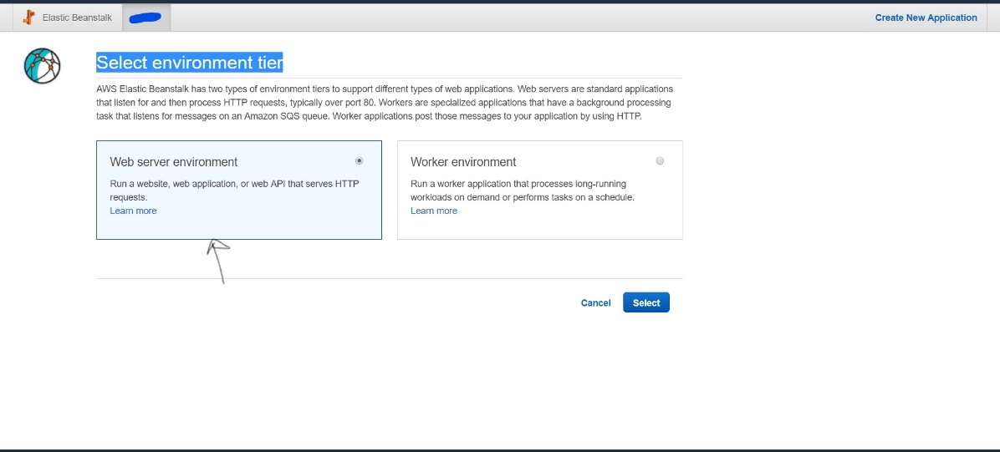 Elastic Beanstalk
Create New Application
Select environment tier
AWS Elastic Beanstalk has two types of environment tiers to support different types of web applications. Web servers are standard applications
that listen for and then process HTTP requests, typically over port 80. Workers are specialized applications that have a background processing
task that listens for messages on an Amazon SQS queue. Worker applications post those messages to your application by using HTTP.
Web server environment
Run a website, web application, or web API that serves HTTP
requests.
Learn more
Worker environment
Run a worker application that processes long-running
workloads on demand or performs tasks on a schedule.
Learn more
Cancel
Select